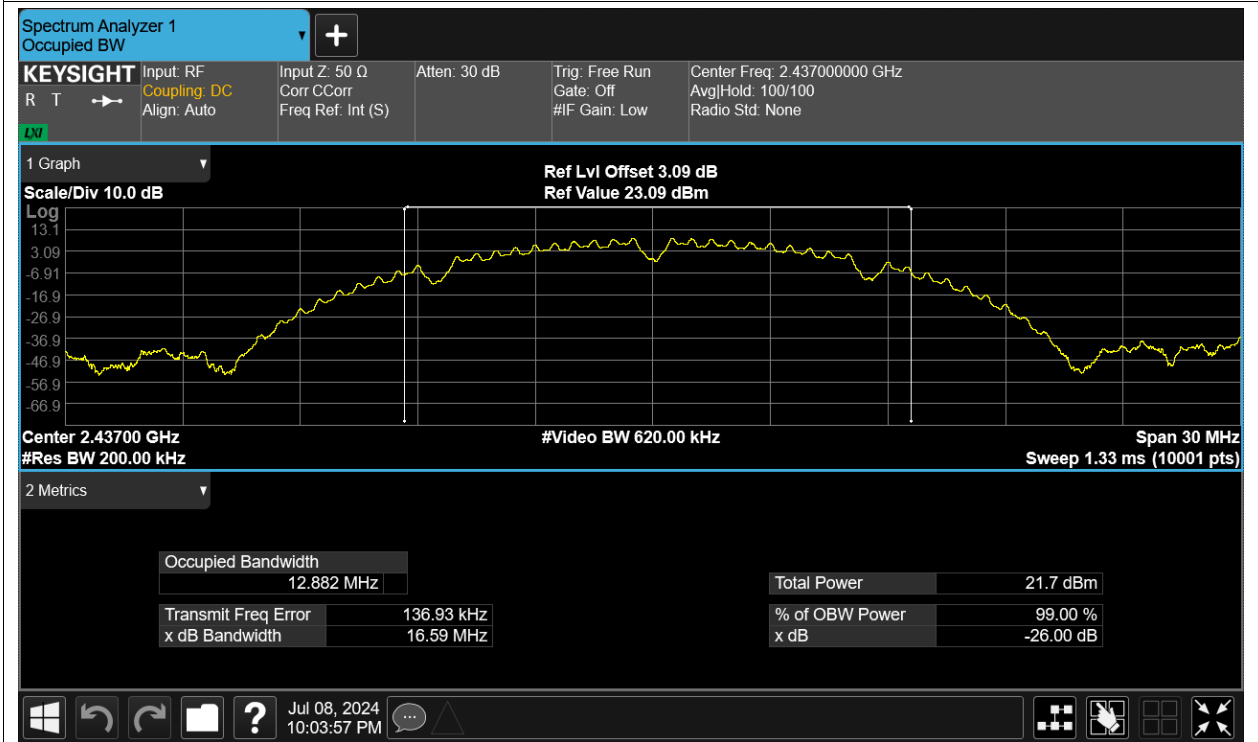 Spectrum Analyzer 1
Occupied BW
KEYSIGHT
R T
LXI
Input: RF
Coupling: DC
Align: Auto
Input Z: 50 Ω
Corr CCorr
Freq Ref: Int (S)
Atten: 30 dB
Trig: Free Run
Gate: Off
#IF Gain: Low
Center Freq: 2.437000000 GHz
Avg|Hold: 100/100
Radio Std: None
1 Graph
Scale/Div 10.0 dB
Ref Lvl Offset 3.09 dB
Ref Value 23.09 dBm
Log
13.1
3.09
-6.91
-16.9
-26.9
-36.9
-46.9
-56.9
-66.9
Center 2.43700 GHz
#Res BW 200.00 kHz
#Video BW 620.00 kHz
Span 30 MHz
Sweep 1.33 ms (10001 pts)
2 Metrics
Occupied Bandwidth
12.882 MHz
Transmit Freq Error 136.93 kHz
x dB Bandwidth 16.59 MHz
Total Power 21.7 dBm
% of OBW Power 99.00 %
x dB -26.00 dB
?
Jul 08, 2024
10:03:57 PM